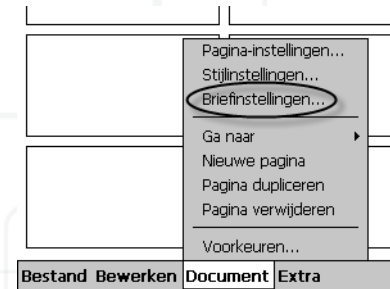 Pagina-instellingen...
Stijlinstellingen...
Briefinstellingen...
Ga naar
Nieuwe pagina
Pagina dupliceren
Pagina verwijderen
Voorkeuren...
Bestand Bewerken Document Extra